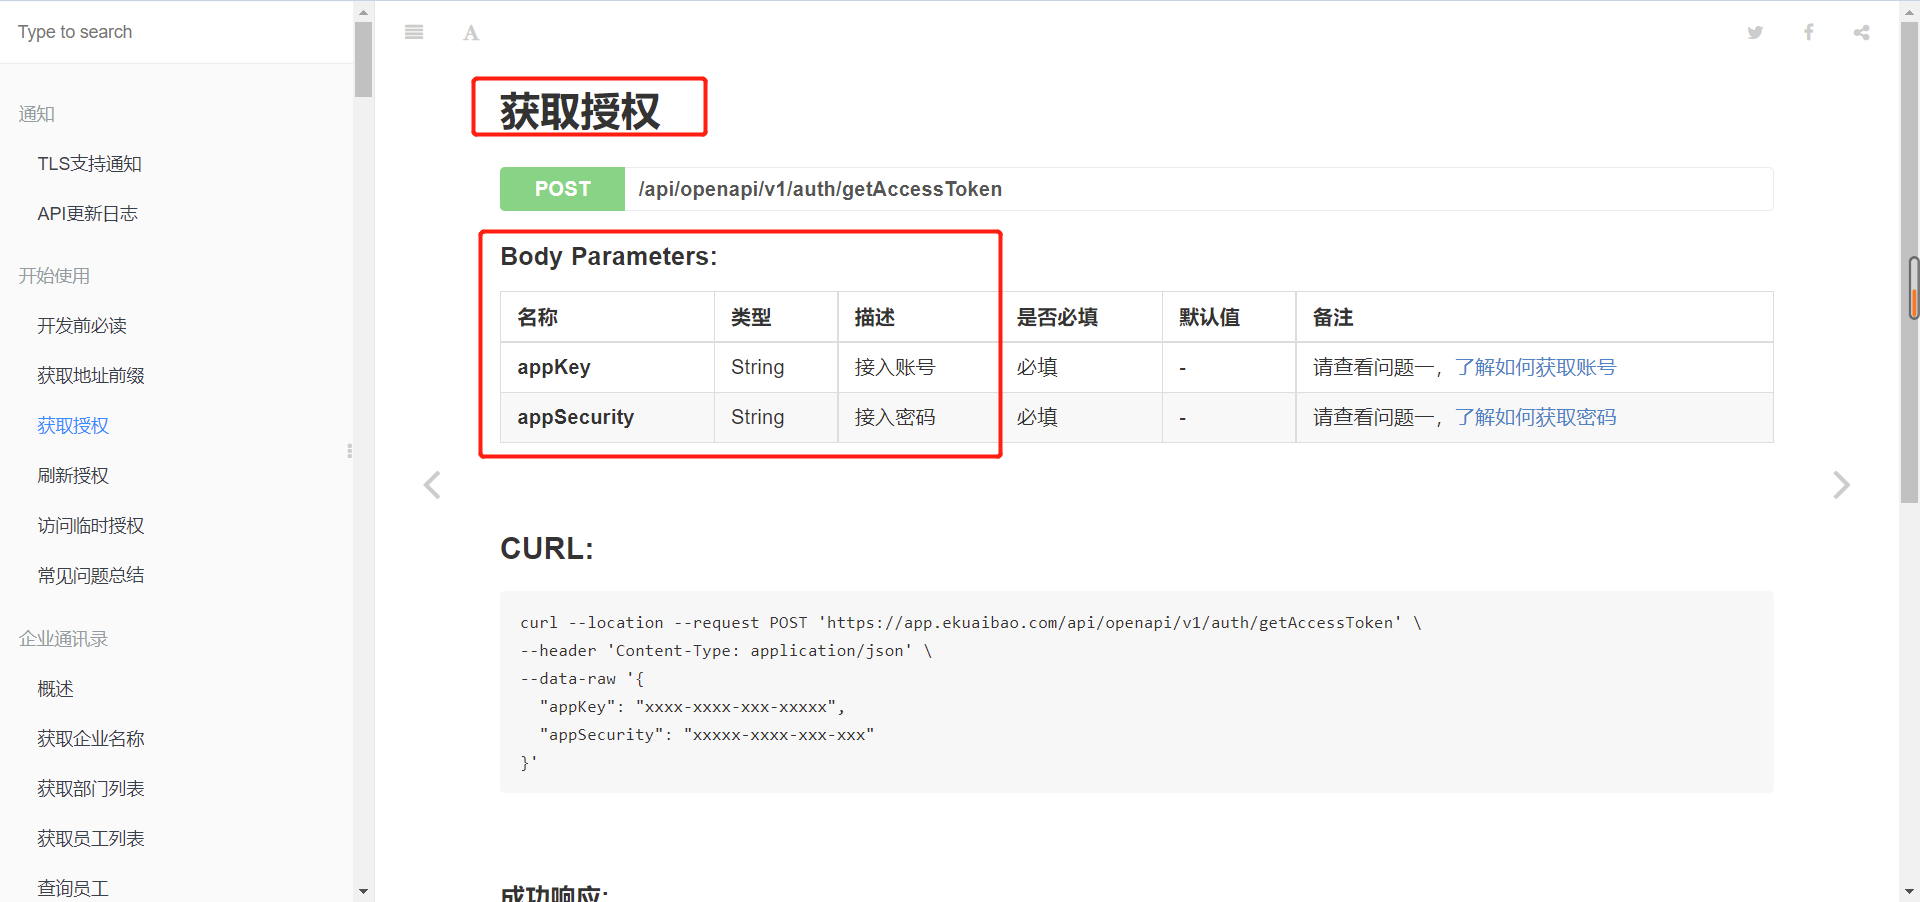 Type to search
通知
TLS支持通知
API更新日志
开始使用
开发前必读
获取地址前缀
获取授权
刷新授权
访问临时授权
常见问题总结
企业通讯录
概述
获取企业名称
获取部门列表
获取员工列表
查询员工
A
获取授权
POST /api/openapi/v1/auth/getAccessToken
Body Parameters:
名称 类型 描述 是否必填 默认值 备注
appKey String 接入账号 必填 - 请查看问题一，了解如何获取账号
appSecurity String 接入密码 必填 - 请查看问题一，了解如何获取密码
CURL:
curl --location --request POST 'https://app.ekuaibao.com/api/openapi/v1/auth/getAccessToken' \
--header 'Content-Type: application/json' \
--data-raw '{
"appKey": "xxxx-xxxx-xxx-xxxxx",
"appSecurity": "xxxxx-xxxx-xxx-xxx"
}'
成功响应: